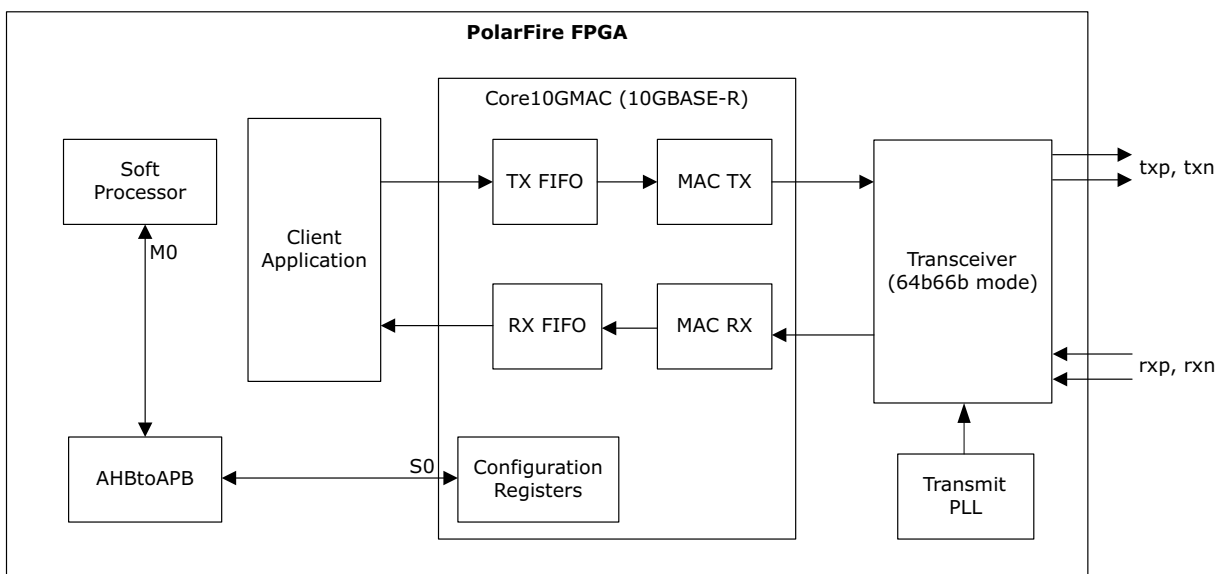 PolarFire FPGA
Core10GMAC (10GBASE-R)
Soft
Processor
M0
Client
Application
TX FIFO
MAC TX
RX FIFO
MAC RX
Transceiver
(64b66b mode)
txp, txn
rxp, rxn
AHBtoAPB
S0
Configuration
Registers
Transmit
PLL